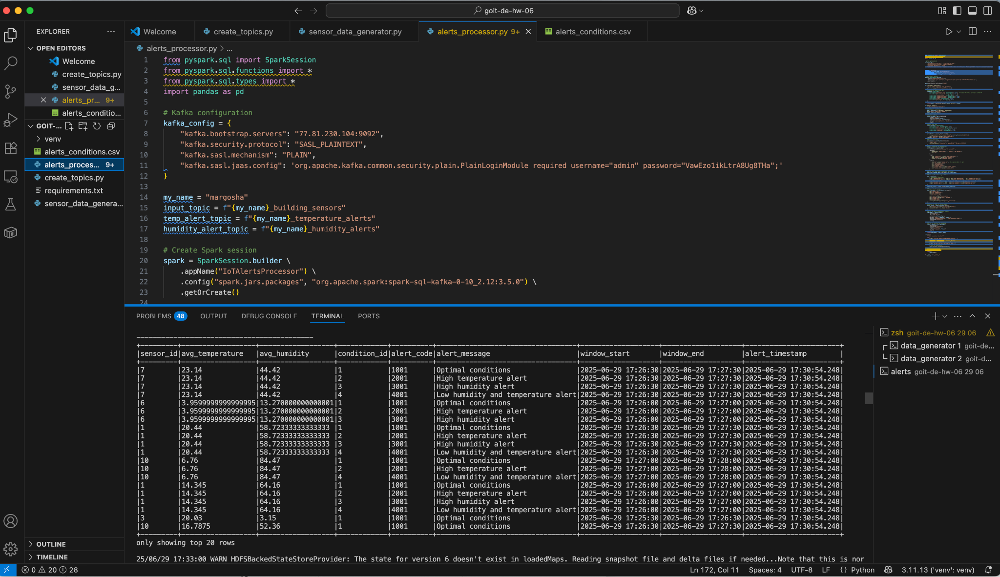 goit-de-hw-06
EXPLORER
OPEN EDITORS
Welcome
create_topics.py
sensor_data_g...
alerts_pr... 9+
alerts_conditio...
GOIT-...
venv
alerts_conditions.csv
alerts_proces... 9+
create_topics.py
requirements.txt
sensor_data_genera...
OUTLINE
TIMELINE
Welcome
create_topics.py
sensor_data_generator.py
alerts_processor.py 9+
alerts_conditions.csv
alerts_processor.py > ...
1 from pyspark.sql import SparkSession
2 from pyspark.sql.functions import *
3 from pyspark.sql.types import *
4 import pandas as pd
5
6 # Kafka configuration
7 kafka_config = {
8 "kafka.bootstrap.servers": "77.81.230.104:9092",
9 "kafka.security.protocol": "SASL_PLAINTEXT",
10 "kafka.sasl.mechanism": "PLAIN",
11 "kafka.sasl.jaas.config": 'org.apache.kafka.common.security.plain.PlainLoginModule required username="admin" password="VawEzo1ikLtrA8Ug8THa";'
12 }
13
14 my_name = "margosha"
15 input_topic = f"{my_name}_building_sensors"
16 temp_alert_topic = f"{my_name}_temperature_alerts"
17 humidity_alert_topic = f"{my_name}_humidity_alerts"
18
19 # Create Spark session
20 spark = SparkSession.builder \
21 .appName("IoTAlertsProcessor") \
22 .config("spark.jars.packages", "org.apache.spark:spark-sql-kafka-0-10_2.12:3.5.0") \
23 .getOrCreate()
24
PROBLEMS 48 OUTPUT DEBUG CONSOLE TERMINAL PORTS
-------------------------------------------
|sensor_id|avg_temperature |avg_humidity |condition_id|alert_code|alert_message |window_start |window_end |alert_timestamp |
|7 |23.14 |44.42 |1 |1001 |Optimal conditions |2025-06-29 17:26:30|2025-06-29 17:27:30|2025-06-29 17:30:54.248|
|7 |23.14 |44.42 |2 |2001 |High temperature alert |2025-06-29 17:26:30|2025-06-29 17:27:30|2025-06-29 17:30:54.248|
|7 |23.14 |44.42 |3 |3001 |High humidity alert |2025-06-29 17:26:30|2025-06-29 17:27:30|2025-06-29 17:30:54.248|
|7 |23.14 |44.42 |4 |4001 |Low humidity and temperature alert|2025-06-29 17:26:30|2025-06-29 17:27:30|2025-06-29 17:30:54.248|
|6 |3.9599999999999995|13.270000000000001|1 |1001 |Optimal conditions |2025-06-29 17:26:00|2025-06-29 17:27:00|2025-06-29 17:30:54.248|
|6 |3.9599999999999995|13.270000000000001|2 |2001 |High temperature alert |2025-06-29 17:26:00|2025-06-29 17:27:00|2025-06-29 17:30:54.248|
|6 |3.9599999999999995|13.270000000000001|3 |3001 |High humidity alert |2025-06-29 17:26:00|2025-06-29 17:27:00|2025-06-29 17:30:54.248|
|1 |20.44 |58.72333333333333 |1 |1001 |Optimal conditions |2025-06-29 17:26:30|2025-06-29 17:27:30|2025-06-29 17:30:54.248|
|1 |20.44 |58.72333333333333 |2 |2001 |High temperature alert |2025-06-29 17:26:30|2025-06-29 17:27:30|2025-06-29 17:30:54.248|
|1 |20.44 |58.72333333333333 |3 |3001 |High humidity alert |2025-06-29 17:26:30|2025-06-29 17:27:30|2025-06-29 17:30:54.248|
|1 |20.44 |58.72333333333333 |4 |4001 |Low humidity and temperature alert|2025-06-29 17:26:30|2025-06-29 17:27:30|2025-06-29 17:30:54.248|
|10 |6.76 |84.47 |1 |1001 |Optimal conditions |2025-06-29 17:27:00|2025-06-29 17:28:00|2025-06-29 17:30:54.248|
|10 |6.76 |84.47 |2 |2001 |High temperature alert |2025-06-29 17:27:00|2025-06-29 17:28:00|2025-06-29 17:30:54.248|
|10 |6.76 |84.47 |4 |4001 |Low humidity and temperature alert|2025-06-29 17:27:00|2025-06-29 17:28:00|2025-06-29 17:30:54.248|
|1 |14.345 |64.16 |1 |1001 |Optimal conditions |2025-06-29 17:26:00|2025-06-29 17:27:00|2025-06-29 17:30:54.248|
|1 |14.345 |64.16 |2 |2001 |High temperature alert |2025-06-29 17:26:00|2025-06-29 17:27:00|2025-06-29 17:30:54.248|
|1 |14.345 |64.16 |3 |3001 |High humidity alert |2025-06-29 17:26:00|2025-06-29 17:27:00|2025-06-29 17:30:54.248|
|1 |14.345 |64.16 |4 |4001 |Low humidity and temperature alert|2025-06-29 17:26:00|2025-06-29 17:27:00|2025-06-29 17:30:54.248|
|3 |20.03 |3.15 |1 |1001 |Optimal conditions |2025-06-29 17:25:30|2025-06-29 17:26:30|2025-06-29 17:30:54.248|
|10 |16.7875 |52.36 |1 |1001 |Optimal conditions |2025-06-29 17:26:30|2025-06-29 17:27:30|2025-06-29 17:30:54.248|
only showing top 20 rows
25/06/29 17:33:00 WARN HDFSBackedStateStoreProvider: The state for version 6 doesn't exist in loadedMaps. Reading snapshot file and delta files if needed...Note that this is nor
zsh goit-de-hw-06 29 06
data_generator 1 goit-de...
data_generator 2 goit-d...
alerts goit-de-hw-06 29 06
0 20 28
Ln 172, Col 11 Spaces: 4 UTF-8 LF {} Python 3.11.13 ('venv': venv)